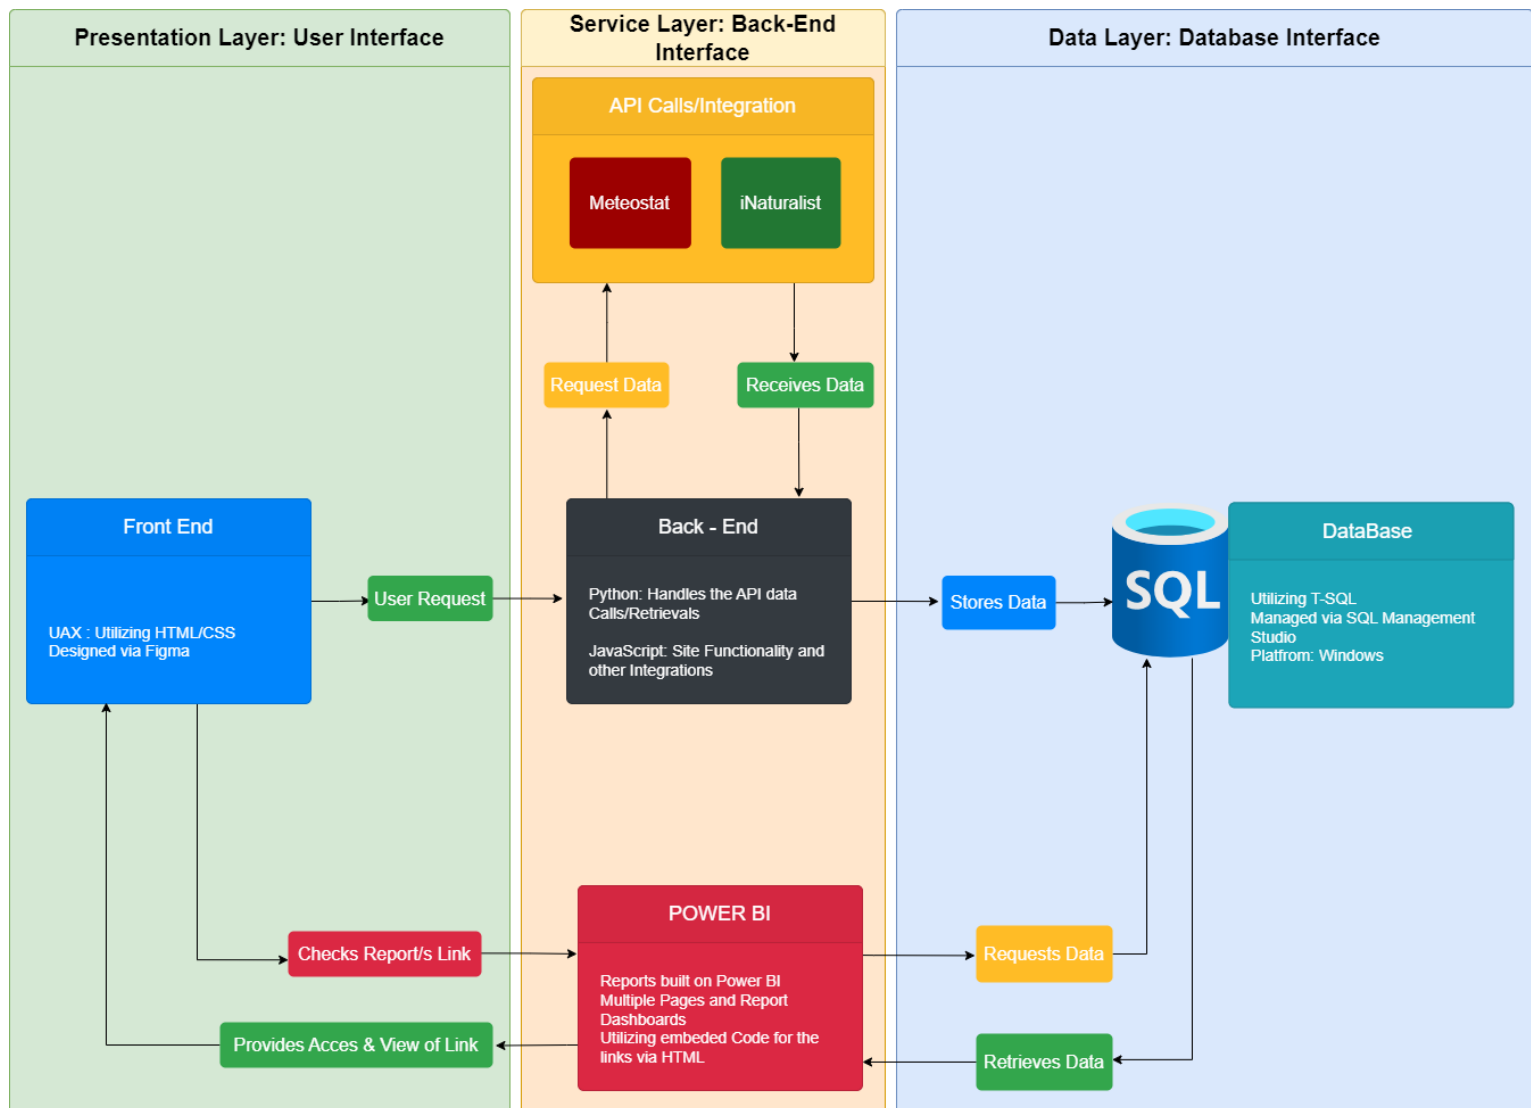 Presentation Layer: User Interface
Service Layer: Back-End
Interface
Data Layer: Database Interface
API Calls/Integration
Meteostat
iNaturalist
Request Data
Receives Data
Front End
UAX : Utilizing HTML/CSS
Designed via Figma
User Request
Back - End
Python: Handles the API data
Calls/Retrievals
JavaScript: Site Functionality and
other Integrations
Stores Data
SQL
DataBase
Utilizing T-SQL
Managed via SQL Management
Studio
Platfrom: Windows
Checks Report/s Link
Provides Acces & View of Link
POWER BI
Reports built on Power BI
Multiple Pages and Report
Dashboards
Utilizing embeded Code for the
links via HTML
Requests Data
Retrieves Data